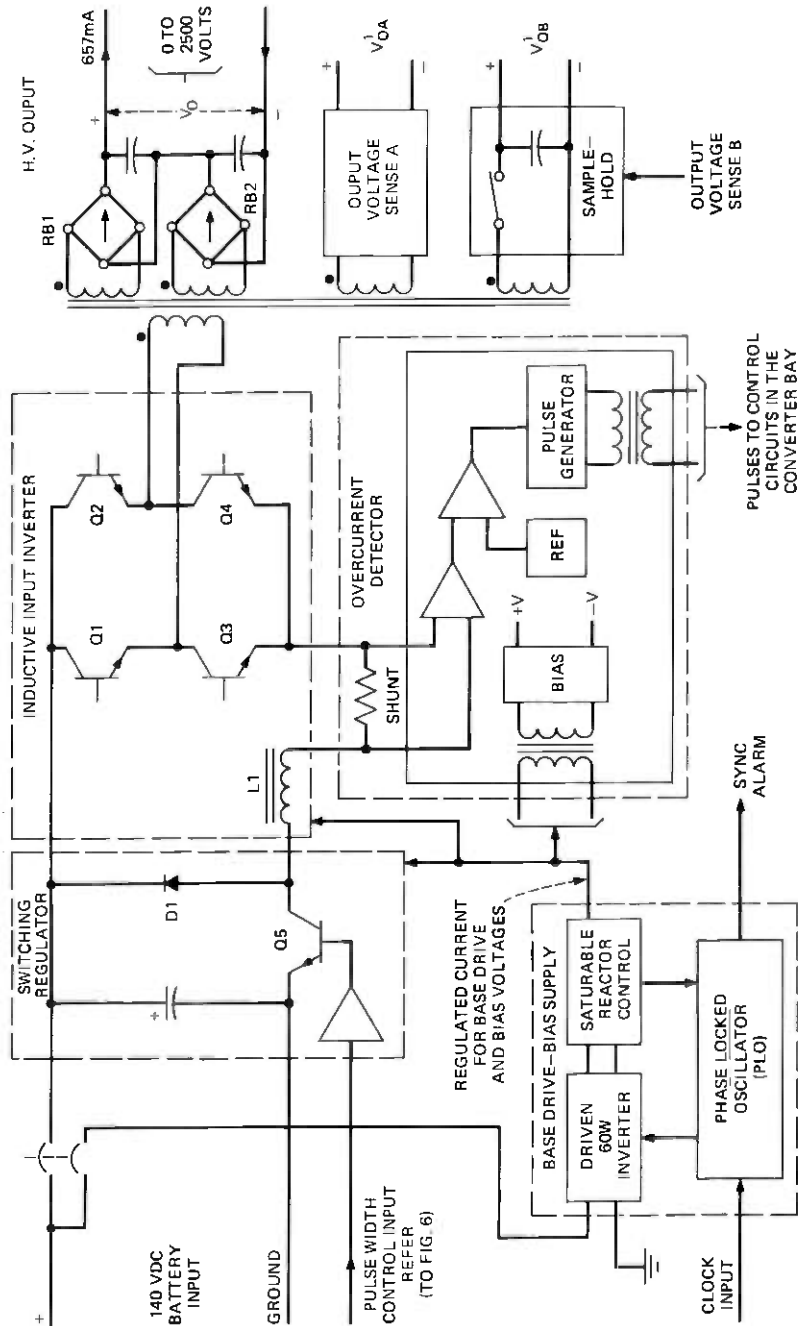 +
140 VDC
BATTERY
INPUT
GROUND
PULSE WIDTH
CONTROL INPUT
REFER
(TO FIG. 6)
CLOCK
INPUT
SWITCHING
REGULATOR
+
D1
Q5
REGULATED CURRENT
FOR BASE DRIVE
AND BIAS VOLTAGES
BASE DRIVE-BIAS SUPPLY
DRIVEN
60W
INVERTER
SATURABLE
REACTOR
CONTROL
PHASE LOCKED
OSCILLATOR
(PLO)
SYNC
ALARM
INDUCTIVE INPUT INVERTER
Q1
Q2
Q3
Q4
L1
SHUNT
OVERCURRENT
DETECTOR
BIAS
+V
-V
REF
PULSE
GENERATOR
PULSES TO CONTROL
CIRCUITS IN THE
CONVERTER BAY
H.V. OUPUT
RB1
RB2
657mA
+
VO
-
0 TO
2500
VOLTS
OUPUT
VOLTAGE
SENSE A
+
V1OA
-
SAMPLE-
HOLD
+
V1OB
-
OUTPUT
VOLTAGE
SENSE B